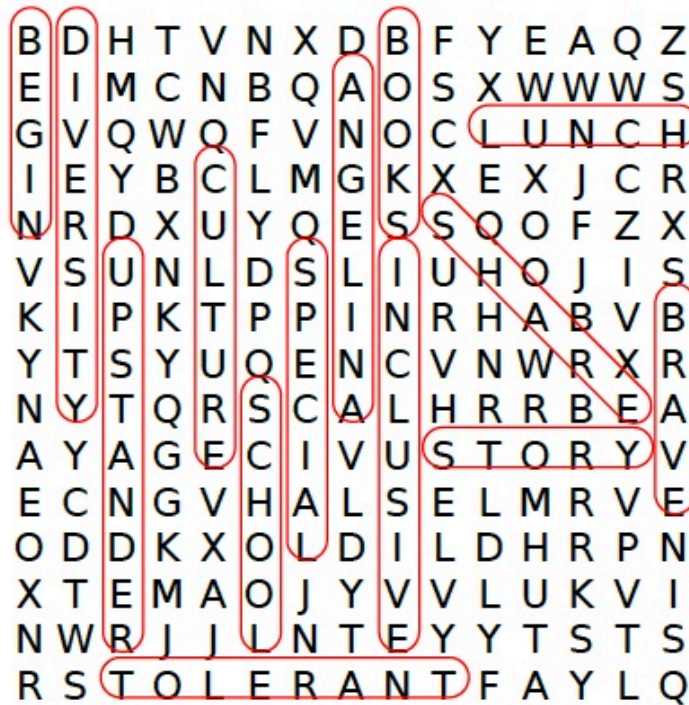 B D H T V N X D B F Y E A Q Z
E I M C N B Q A O S X W W W S
G V Q W Q F V N O C L U N C H
I E Y B C L M G K X E X J C R
N R D X U Y Q E S S Q O F Z X
V S U N L D S L I U H O J I S
K I P K T P P I N R H A B V B
Y T S Y U Q E N C V N W R X R
N Y T Q R S C A L H R R B E A
A Y A G E C I V U S T O R Y V
E C N G V H A L S E L M R V E
O D D K X O L D I L D H R P N
X T E M A O J Y V V L U K V I
N W R J J L N T E Y Y T S T S
R S T O L E R A N T F A Y L Q